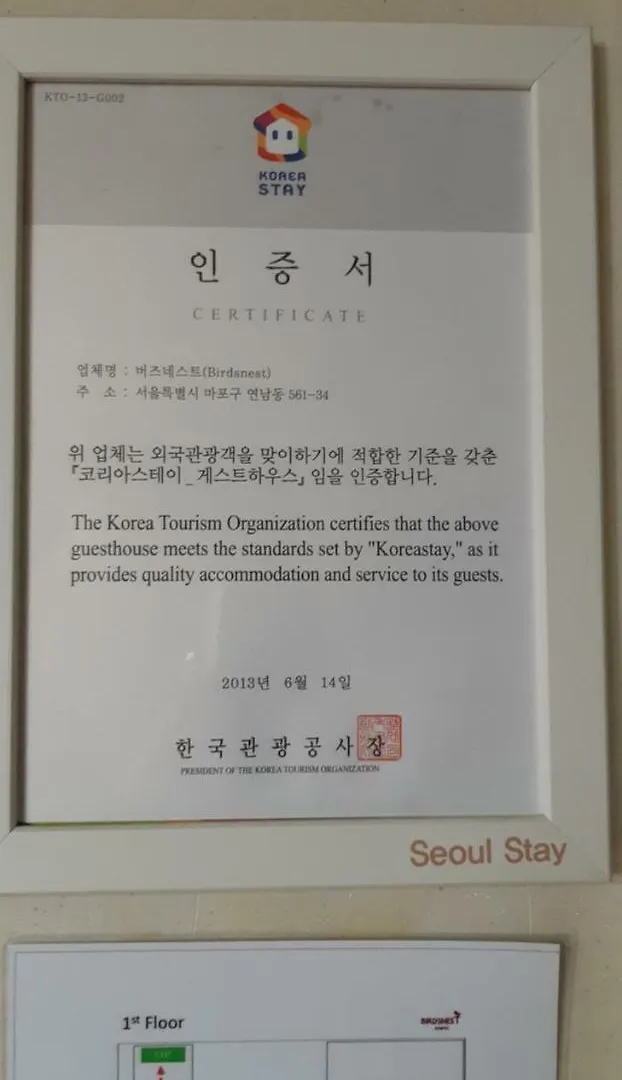 KTO-13-G002
KOREA
STAY
인 증 서
CERTIFICATE
업체명 : 버즈네스트(Birdsnest)
주 소 : 서울특별시 마포구 연남동 561-34
위 업체는 외국관광객을 맞이하기에 적합한 기준을 갖춘
『코리아스테이_게스트하우스』임을 인증합니다.
The Korea Tourism Organization certifies that the above
guesthouse meets the standards set by "Koreastay," as it
provides quality accommodation and service to its guests.
2013년 6월 14일
한국관광공사장
PRESIDENT OF THE KOREA TOURISM ORGANIZATION
Seoul Stay
1st Floor
BIRDSNEST